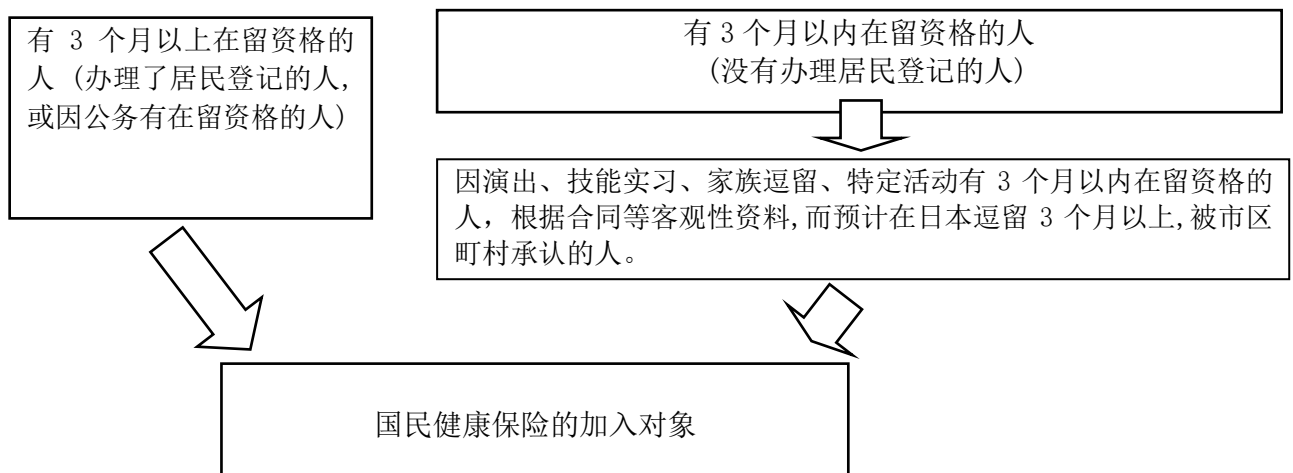 有 3 个月以上在留资格的
人 (办理了居民登记的人,
或因公务有在留资格的人)
有3个月以内在留资格的人
(没有办理居民登记的人)
因演出、技能实习、家族逗留、特定活动有 3 个月以内在留资格的
人，根据合同等客观性资料,而预计在日本逗留 3 个月以上,被市区
町村承认的人。
国民健康保险的加入对象